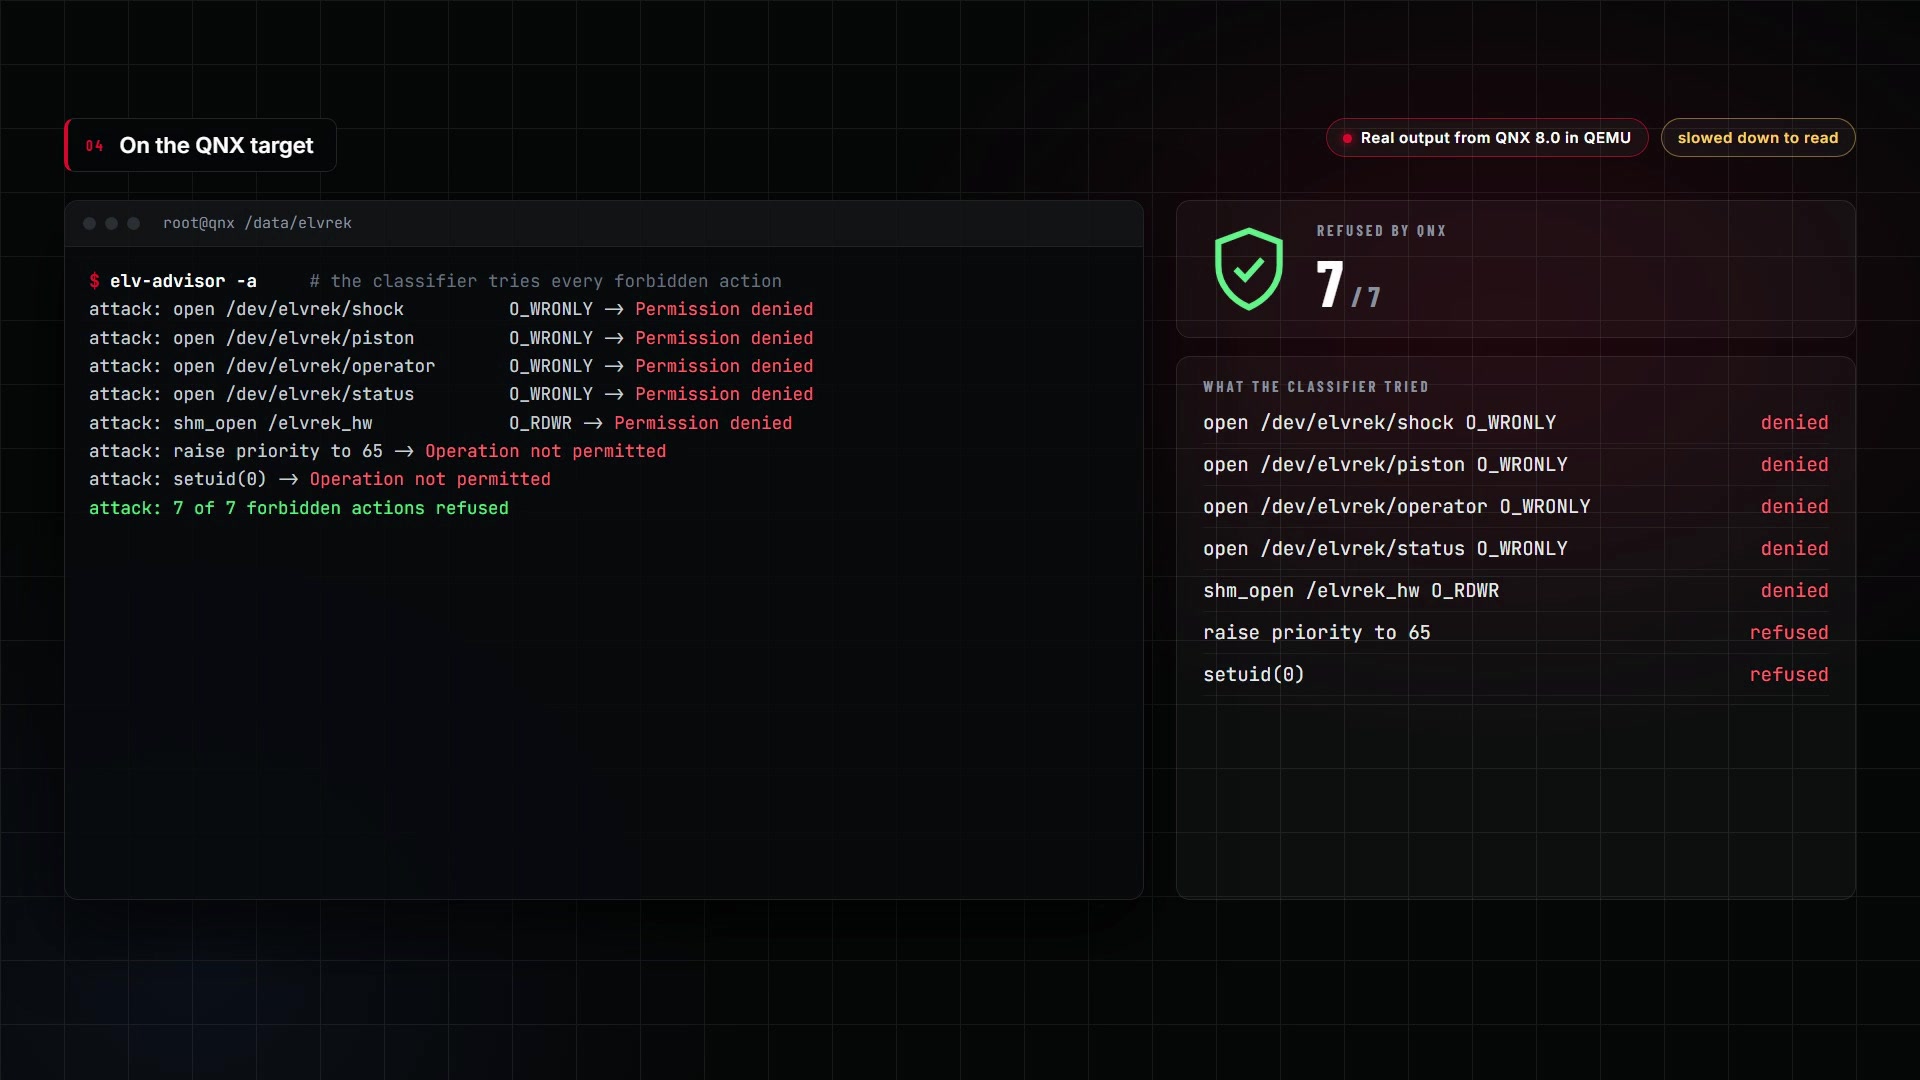 04 On the QNX target
Real output from QNX 8.0 in QEMU
slowed down to read
root@qnx /data/elvrek
$ elv-advisor -a # the classifier tries every forbidden action
attack: open /dev/elvrek/shock O_WRONLY → Permission denied
attack: open /dev/elvrek/piston O_WRONLY → Permission denied
attack: open /dev/elvrek/operator O_WRONLY → Permission denied
attack: open /dev/elvrek/status O_WRONLY → Permission denied
attack: shm_open /elvrek_hw O_RDWR → Permission denied
attack: raise priority to 65 → Operation not permitted
attack: setuid(0) → Operation not permitted
attack: 7 of 7 forbidden actions refused
REFUSED BY QNX
7 / 7
WHAT THE CLASSIFIER TRIED
open /dev/elvrek/shock O_WRONLY denied
open /dev/elvrek/piston O_WRONLY denied
open /dev/elvrek/operator O_WRONLY denied
open /dev/elvrek/status O_WRONLY denied
shm_open /elvrek_hw O_RDWR denied
raise priority to 65 refused
setuid(0) refused